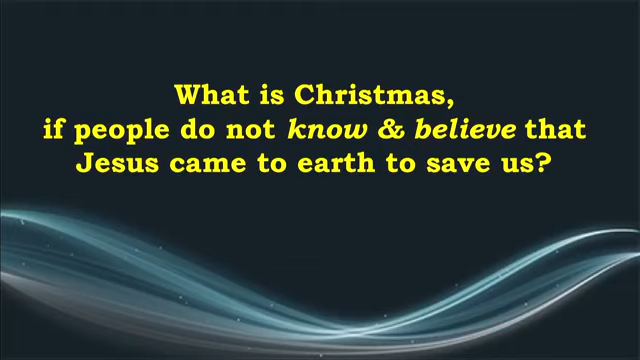 What is Christmas,
if people do not know & believe that
Jesus came to earth to save us?